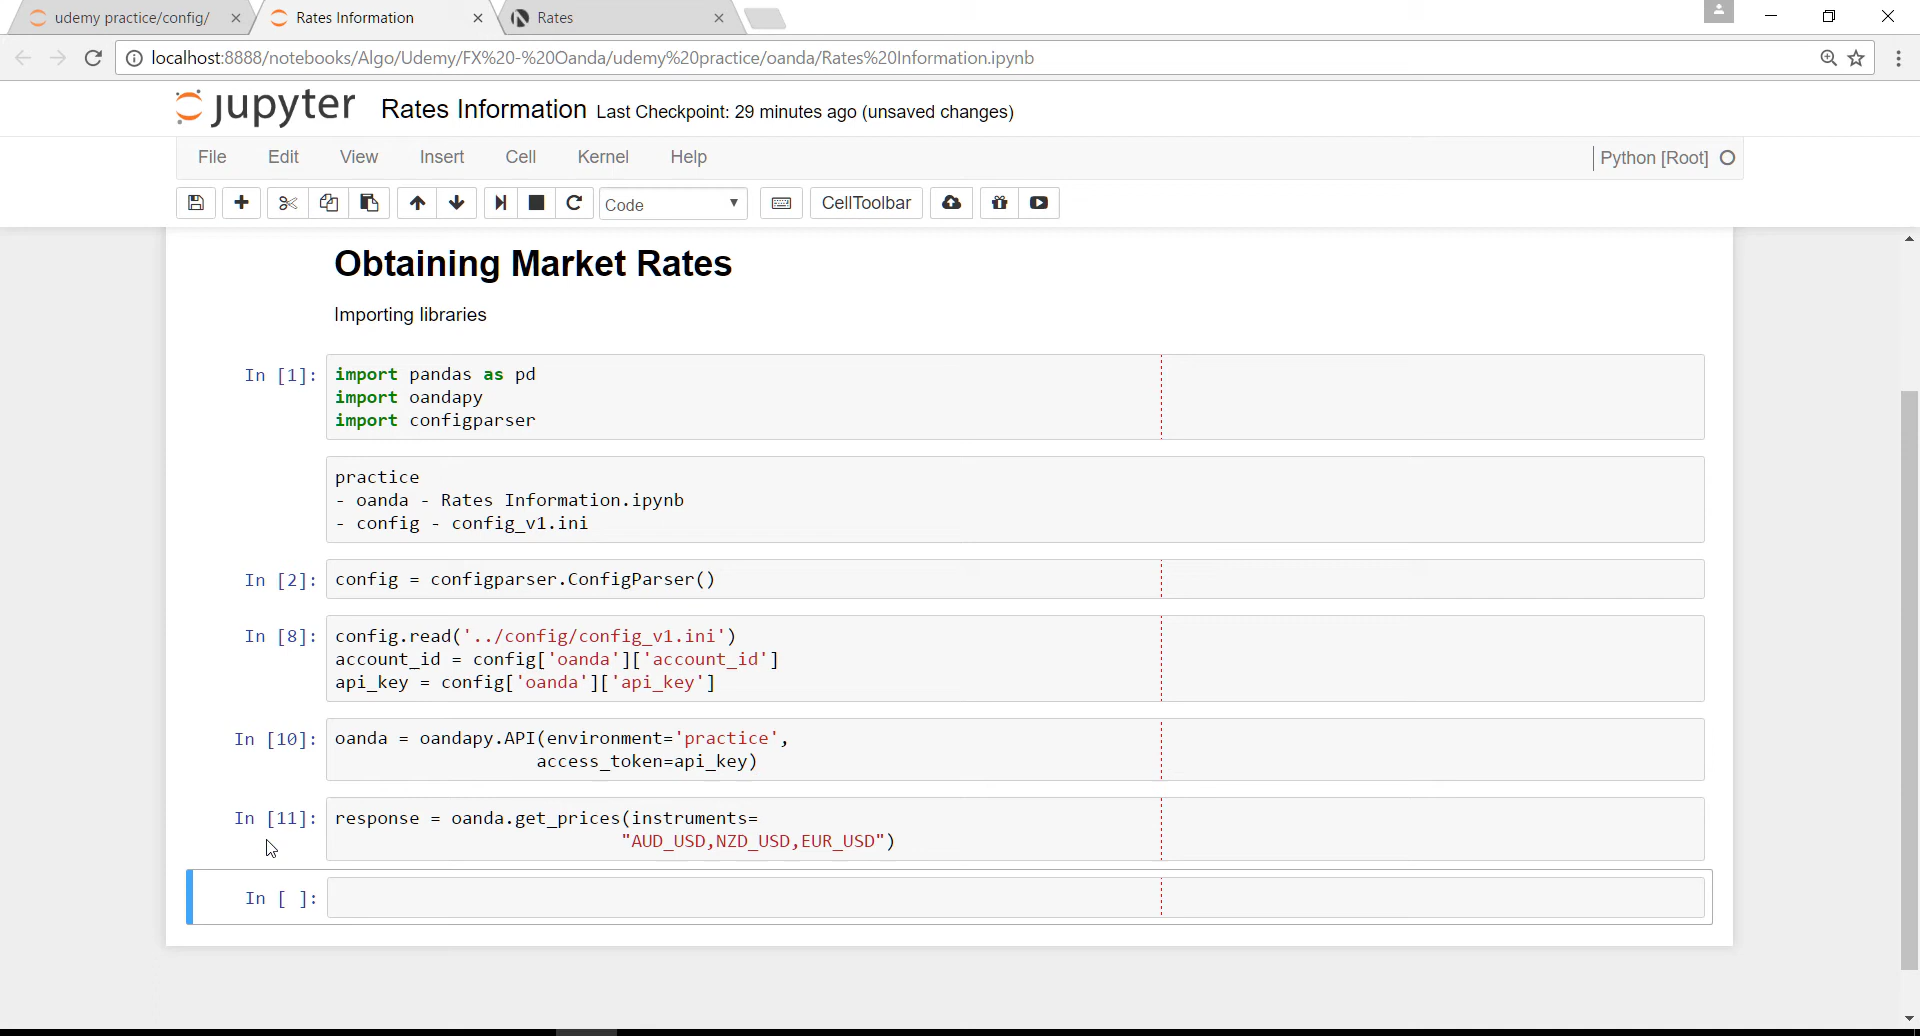 udemy practice/config/
Rates Information
Rates
localhost:8888/notebooks/Algo/Udemy/FX%20-%20Oanda/udemy%20practice/oanda/Rates%20Information.ipynb
jupyter Rates Information Last Checkpoint: 29 minutes ago (unsaved changes)
File Edit View Insert Cell Kernel Help
Python [Root]
Code
CellToolbar
Obtaining Market Rates
Importing libraries
In [1]: import pandas as pd
import oandapy
import configparser
practice
- oanda - Rates Information.ipynb
- config - config_v1.ini
In [2]: config = configparser.ConfigParser()
In [8]: config.read('../config/config_v1.ini')
account_id = config['oanda']['account_id']
api_key = config['oanda']['api_key']
In [10]: oanda = oandapy.API(environment='practice',
access_token=api_key)
In [11]: response = oanda.get_prices(instruments=
"AUD_USD,NZD_USD,EUR_USD")
In [ ]: